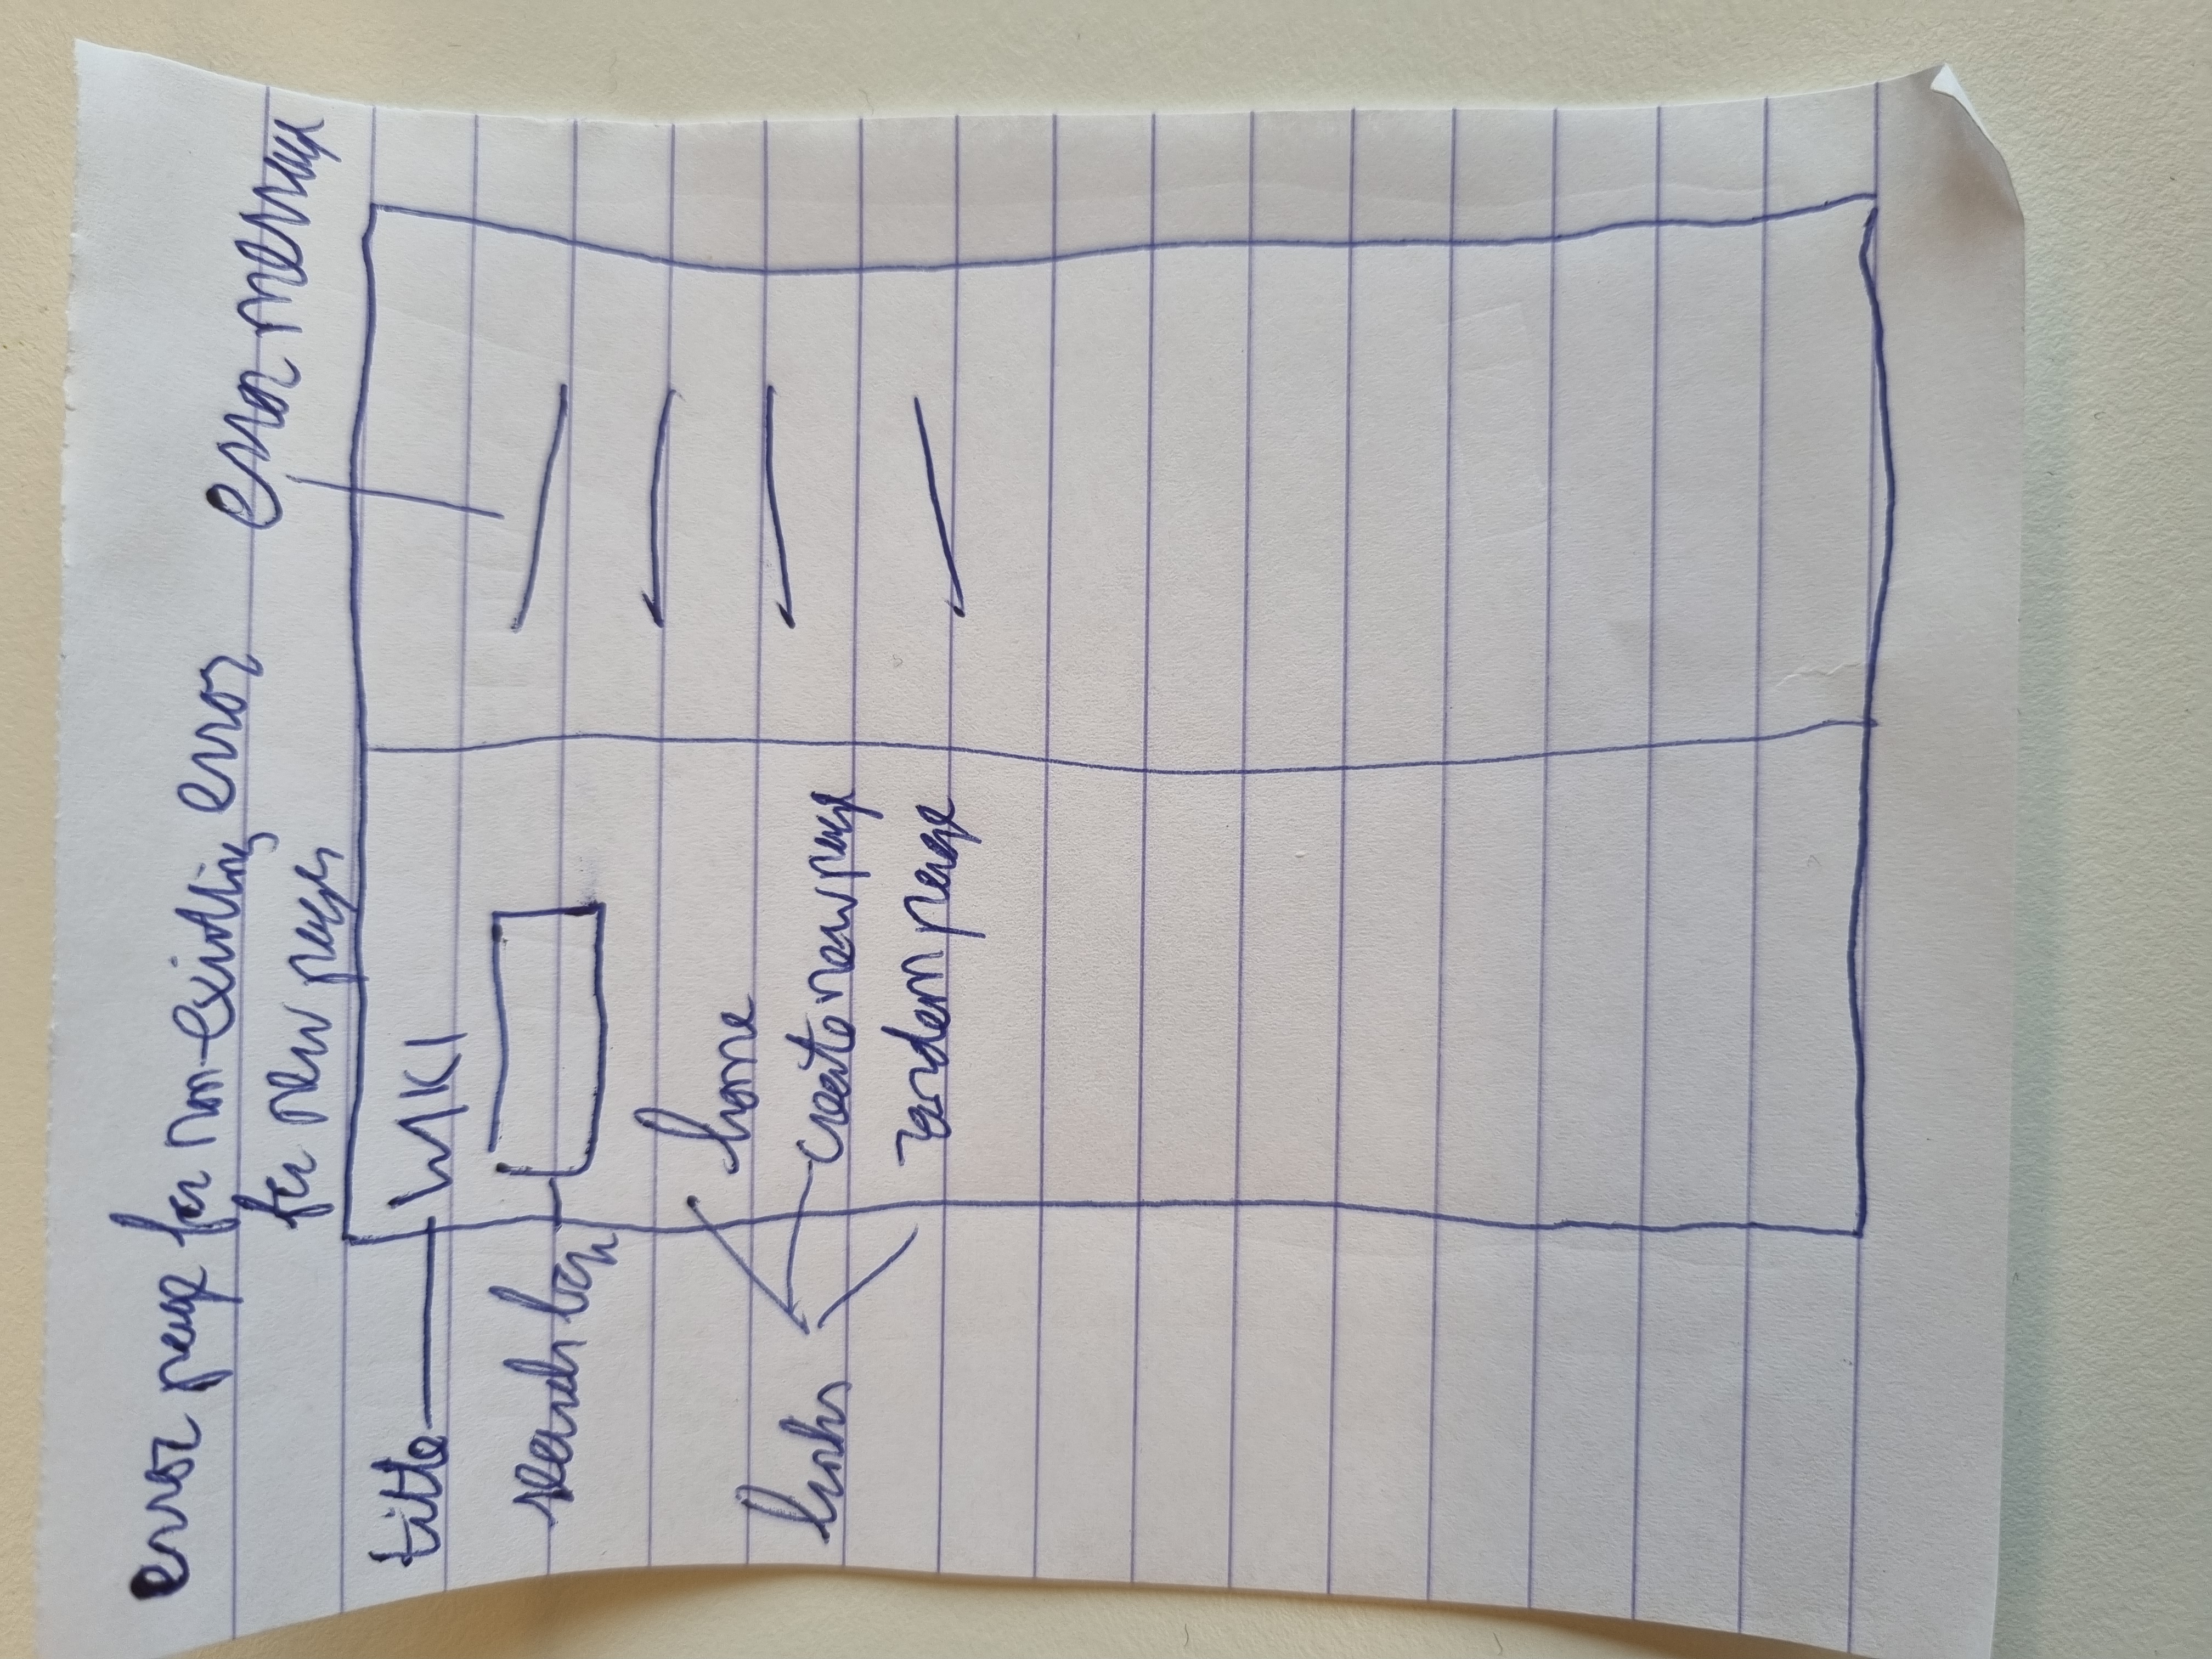 error page for non-existing error
for new pages
error message
title
WIKI
search bar
home
links
create new page
random page